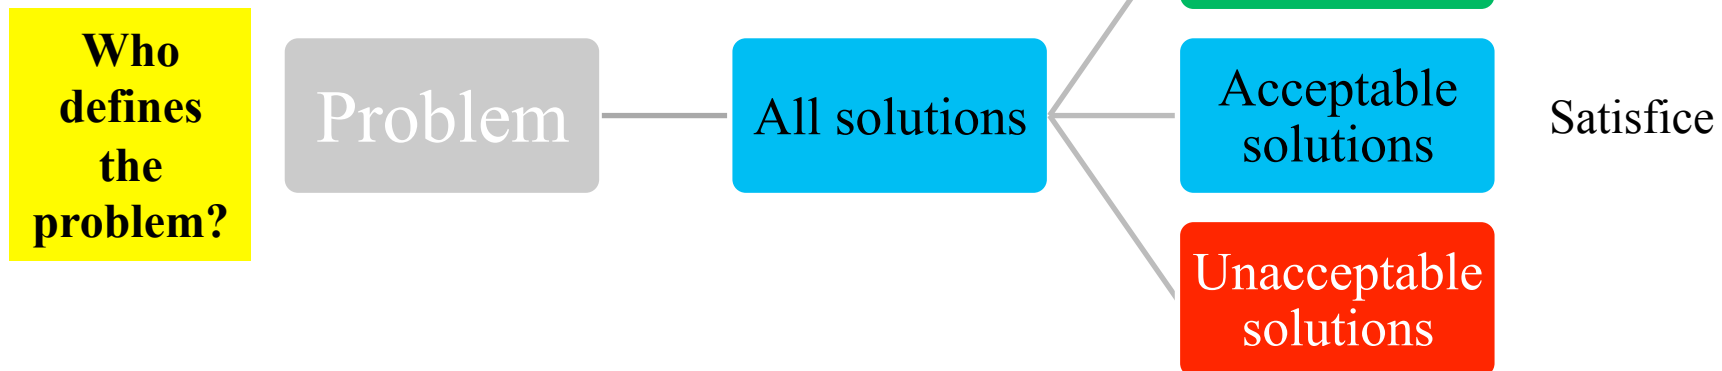 Who
defines
the
problem?
Problem
All solutions
Acceptable
solutions
Satisfice
Unacceptable
solutions